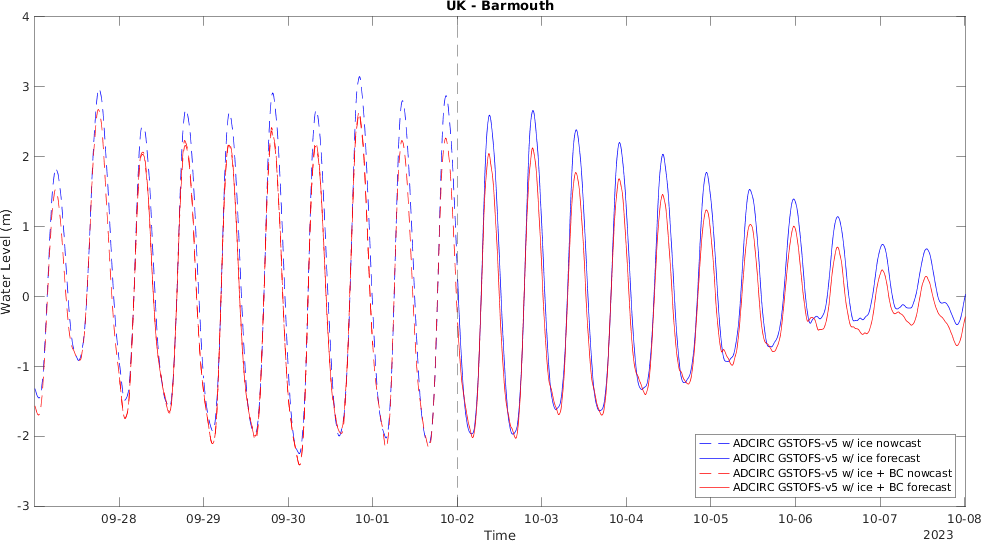 UK - Barmouth
4
3
2
1
0
-1
-2
-3
Water Level (m)
09-28
09-29
09-30
10-01
10-02
10-03
10-04
10-05
10-06
10-07
10-08
Time
2023
ADCIRC GSTOFS-v5 w/ ice nowcast
ADCIRC GSTOFS-v5 w/ ice forecast
ADCIRC GSTOFS-v5 w/ ice + BC nowcast
ADCIRC GSTOFS-v5 w/ ice + BC forecast